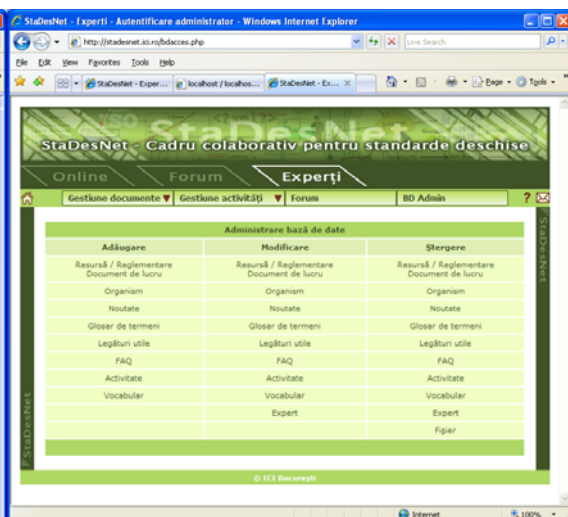 StaDesNet - Experti - Autentificare administrator - Windows Internet Explorer
http://stadesnet.ici.ro/bdacces.php
Live Search
File Edit View Favorites Tools Help
StaDesNet - Exper... localhost / localhos... StaDesNet - Ex... Page Tools
StaDesNet
StaDesNet - Cadru colaborativ pentru standarde deschise
Online Forum Experţi
Gestiune documente Gestiune activităţi Forum BD Admin ?
StaDesNet
Administrare bază de date
Adăugare Modificare Ştergere
Resursă / Reglementare Resursă / Reglementare Resursă / Reglementare
Document de lucru Document de lucru Document de lucru
Organism Organism Organism
Noutate Noutate Noutate
Glosar de termeni Glosar de termeni Glosar de termeni
Legături utile Legături utile Legături utile
FAQ FAQ FAQ
Activitate Activitate Activitate
Vocabular Vocabular Vocabular
Expert Expert
Fişier
StaDesNet
© ICI Bucureşti
Internet 100%